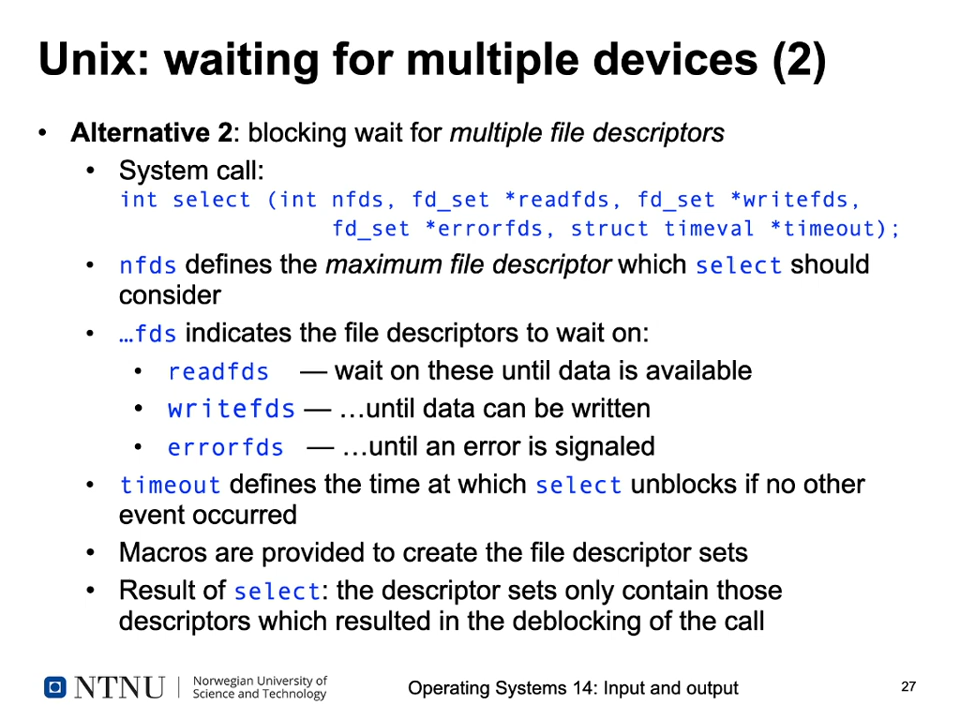 Unix: waiting for multiple devices (2)
• Alternative 2: blocking wait for multiple file descriptors
• System call:
int select (int nfds, fd_set *readfds, fd_set *writefds,
fd_set *errorfds, struct timeval *timeout);
• nfds defines the maximum file descriptor which select should
consider
• …fds indicates the file descriptors to wait on:
• readfds — wait on these until data is available
• writefds — …until data can be written
• errorfds — …until an error is signaled
• timeout defines the time at which select unblocks if no other
event occurred
• Macros are provided to create the file descriptor sets
• Result of select: the descriptor sets only contain those
descriptors which resulted in the deblocking of the call
NTNU
Norwegian University of
Science and Technology
Operating Systems 14: Input and output
27